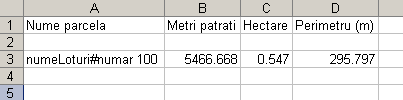 A B C D
1 Nume parcela Metri patrati Hectare Perimetru (m)
2
3 numeLoturi#numar 100 5466.668 0.547 295.797
4
5